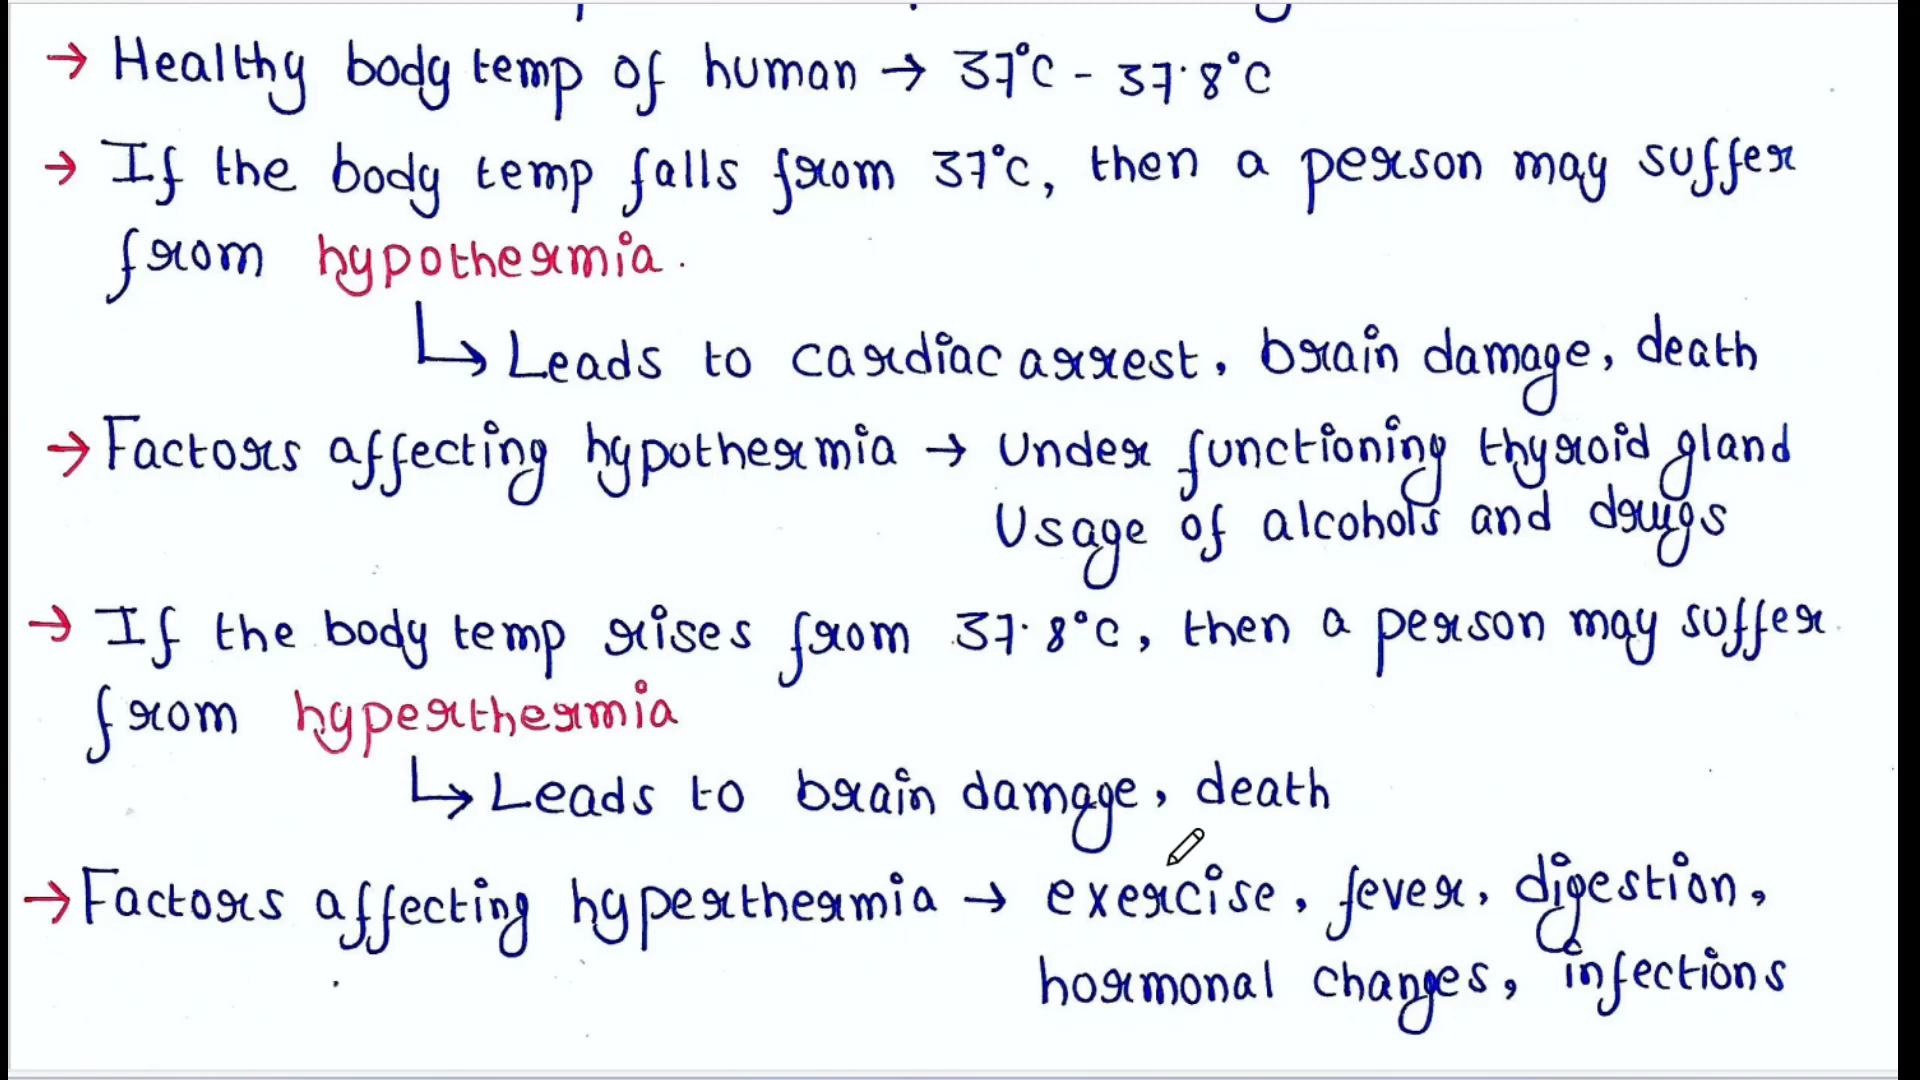 → Healthy body temp of human → 37°C - 37.8°C
→ If the body temp falls from 37°C, then a person may suffer
from hypothermia.
Leads to cardiac arrest, brain damage, death
→ Factors affecting hypothermia → Under functioning thyroid gland
Usage of alcohols and drugs
→ If the body temp rises from 37.8°C, then a person may suffer
from hyperthermia
Leads to brain damage, death
→ Factors affecting hyperthermia → exercise, fever, digestion,
hormonal changes, infections